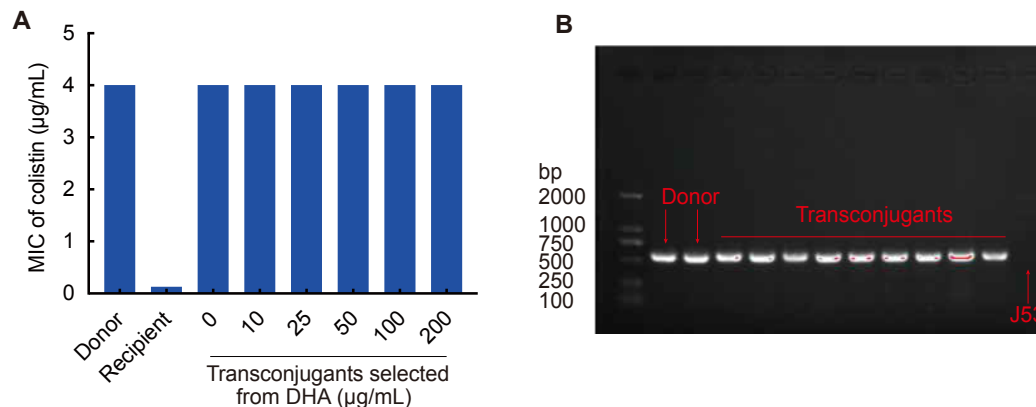 A
MIC of colistin (µg/mL)
5
4
3
2
1
0
Donor
Recipient
0
10
25
50
100
200
Transconjugants selected
from DHA (µg/mL)
B
bp
2000
1000
750
500
250
100
Donor
Transconjugants
J53